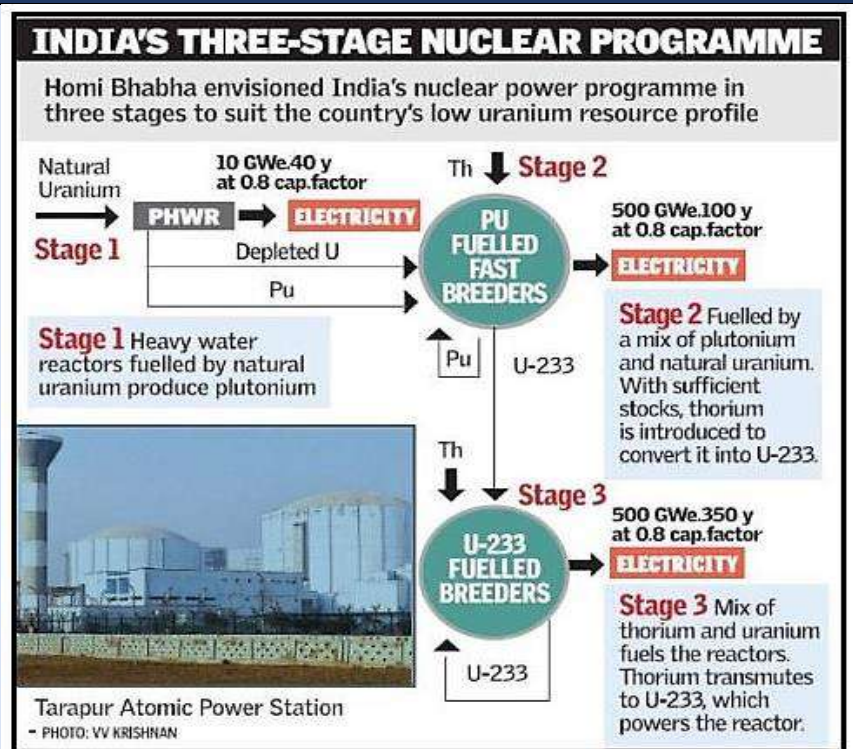 INDIA'S THREE-STAGE NUCLEAR PROGRAMME
Homi Bhabha envisioned India's nuclear power programme in
three stages to suit the country's low uranium resource profile
Natural
Uranium
10 GWe.40 y
at 0.8 cap.factor
PHWR
ELECTRICITY
Stage 1
Depleted U
Pu
Th
Stage 2
PU
FUELLED
FAST
BREEDERS
500 GWe.100 y
at 0.8 cap.factor
ELECTRICITY
Stage 1 Heavy water
reactors fuelled by natural
uranium produce plutonium
Pu
U-233
Stage 2 Fuelled by
a mix of plutonium
and natural uranium.
With sufficient
stocks, thorium
is introduced to
convert it into U-233.
Th
Stage 3
U-233
FUELLED
BREEDERS
500 GWe.350 y
at 0.8 cap.factor
ELECTRICITY
U-233
Stage 3 Mix of
thorium and uranium
fuels the reactors.
Thorium transmutes
to U-233, which
powers the reactor.
Tarapur Atomic Power Station
- PHOTO: VV KRISHNAN